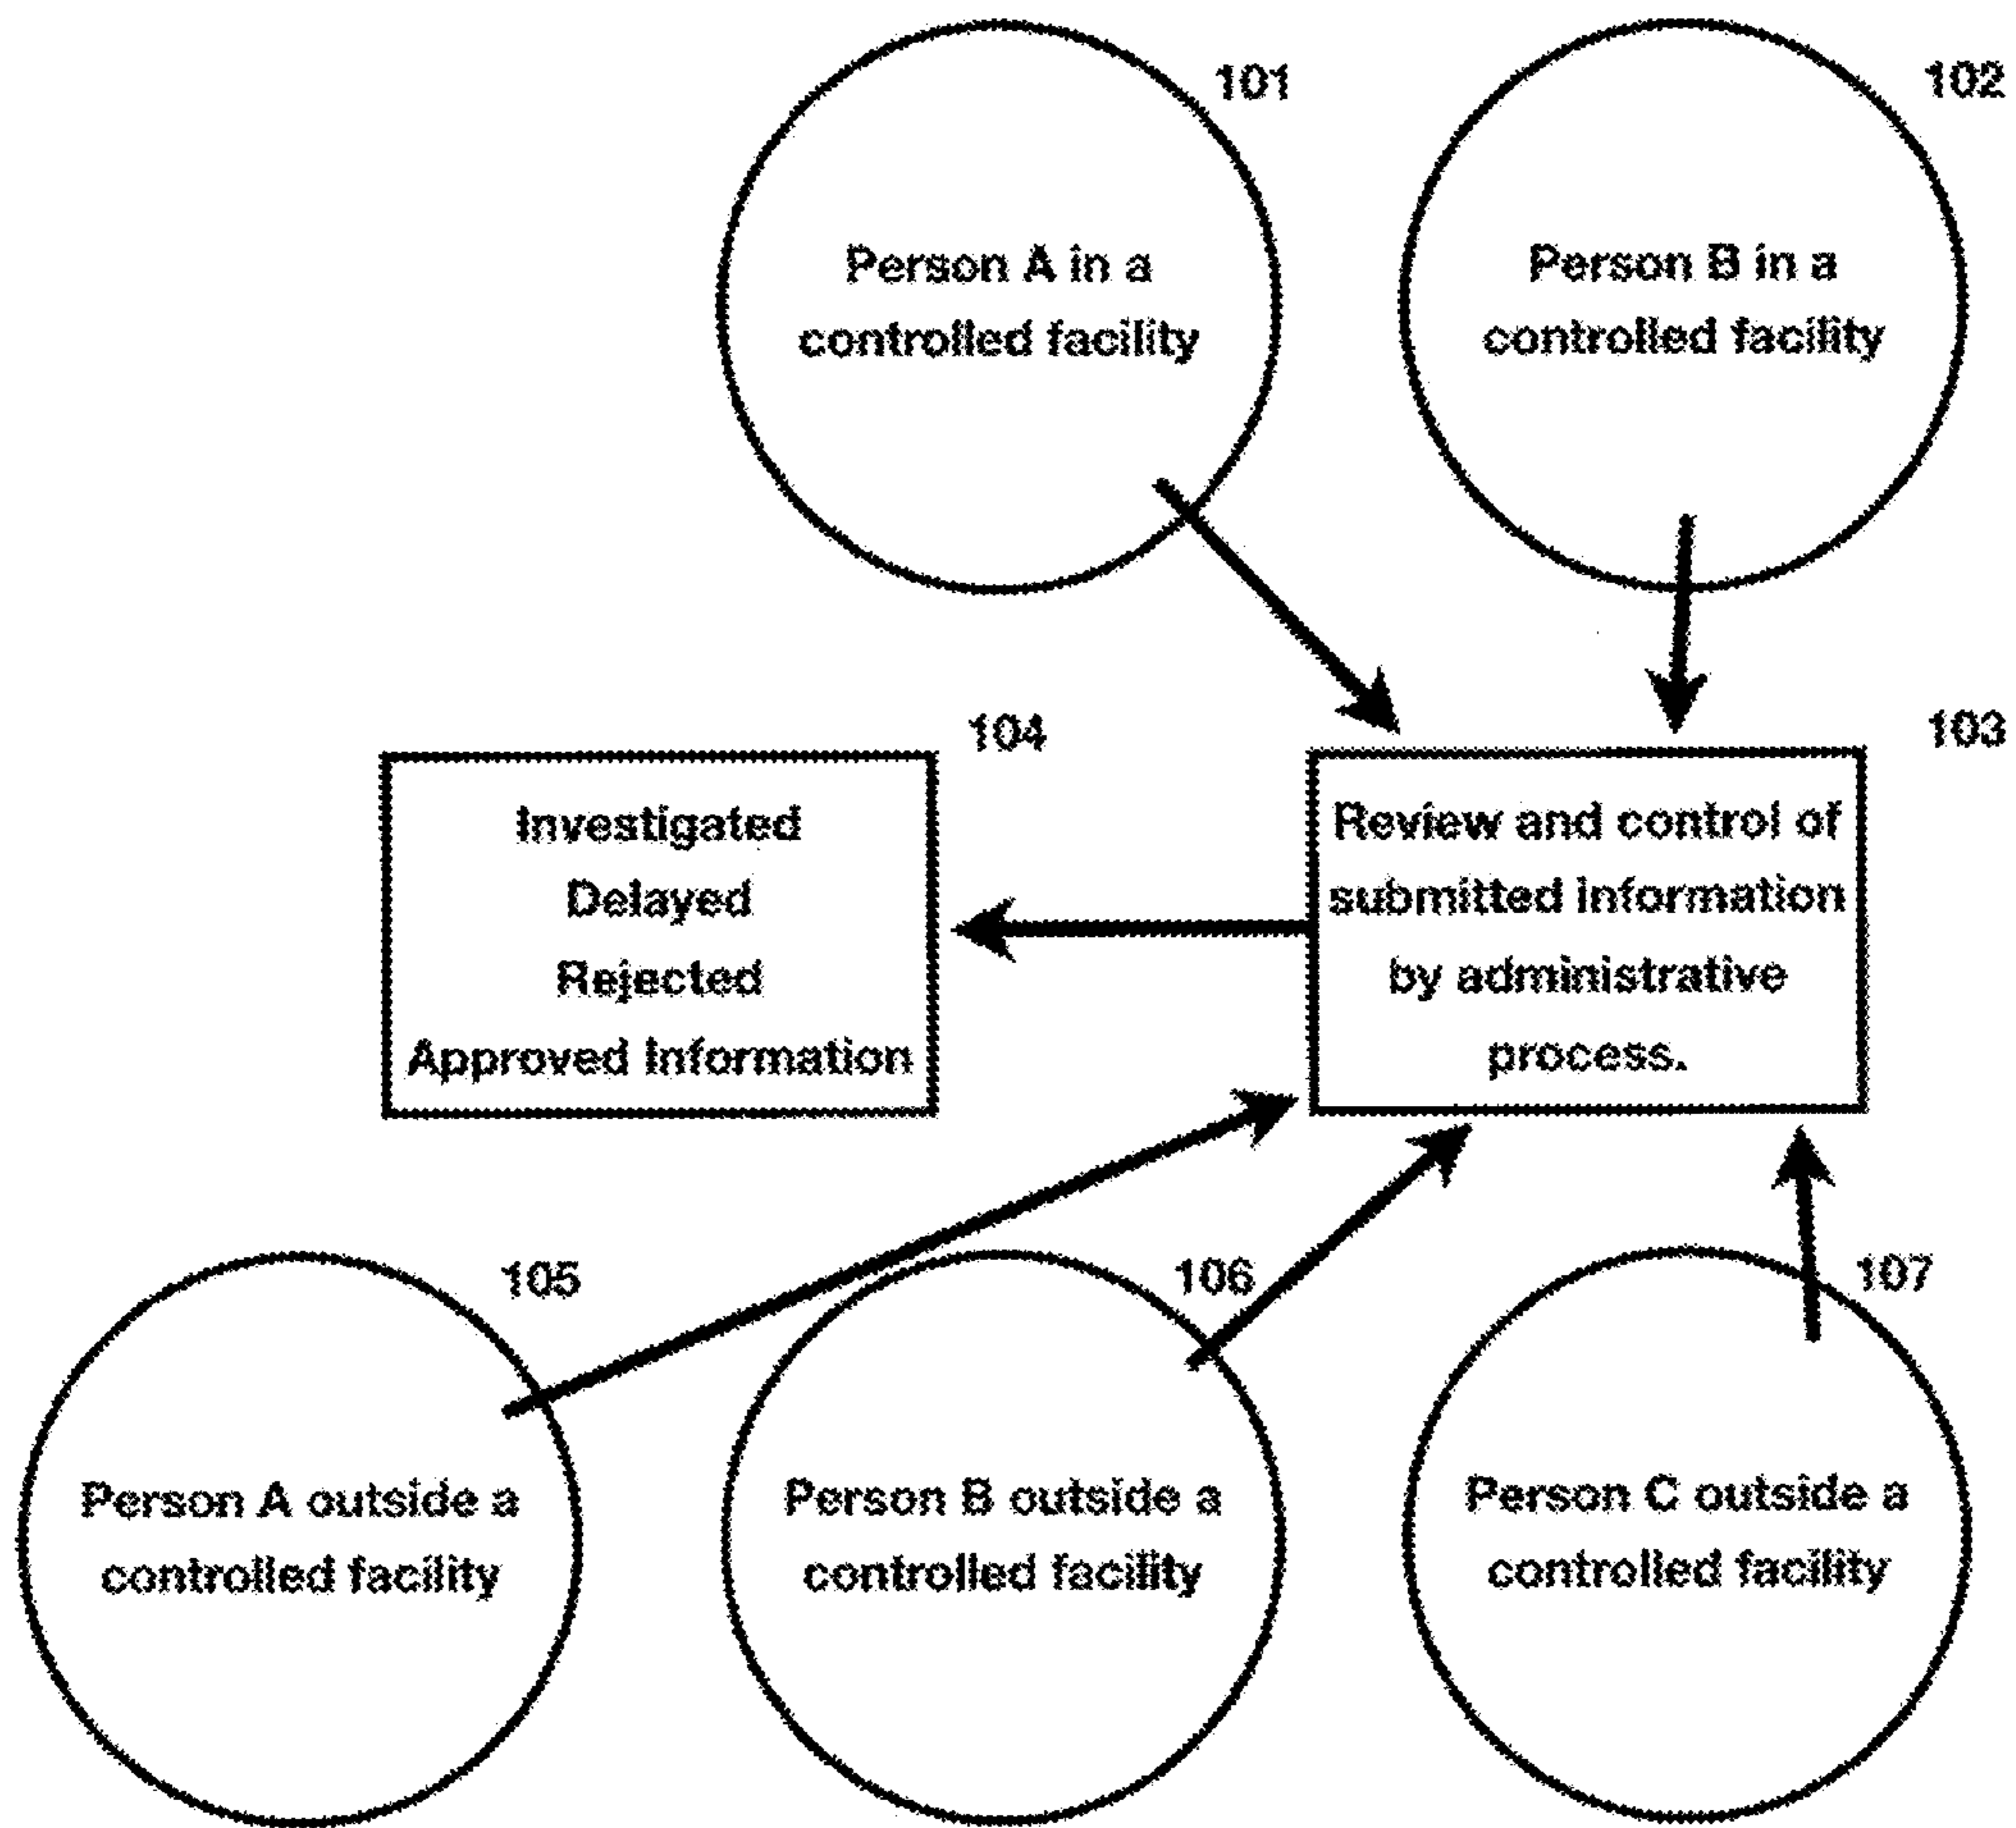 101
Person A in a
controlled facility
102
Person B in a
controlled facility
104
Investigated
Delayed
Rejected
Approved Information
103
Review and control of
submitted information
by administrative
process.
105
Person A outside a
controlled facility
106
Person B outside a
controlled facility
107
Person C outside a
controlled facility